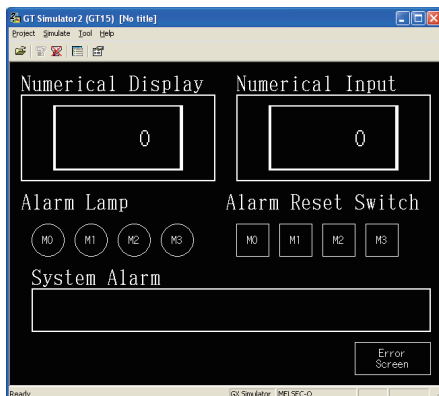 GT Simulator2 (GT15) [No title]
Project Simulate Tool Help
Numerical Display Numerical Input
0 0
Alarm Lamp Alarm Reset Switch
M0 M1 M2 M3 M0 M1 M2 M3
System Alarm
Error
Screen
Ready GX Simulator MELSEC-Q